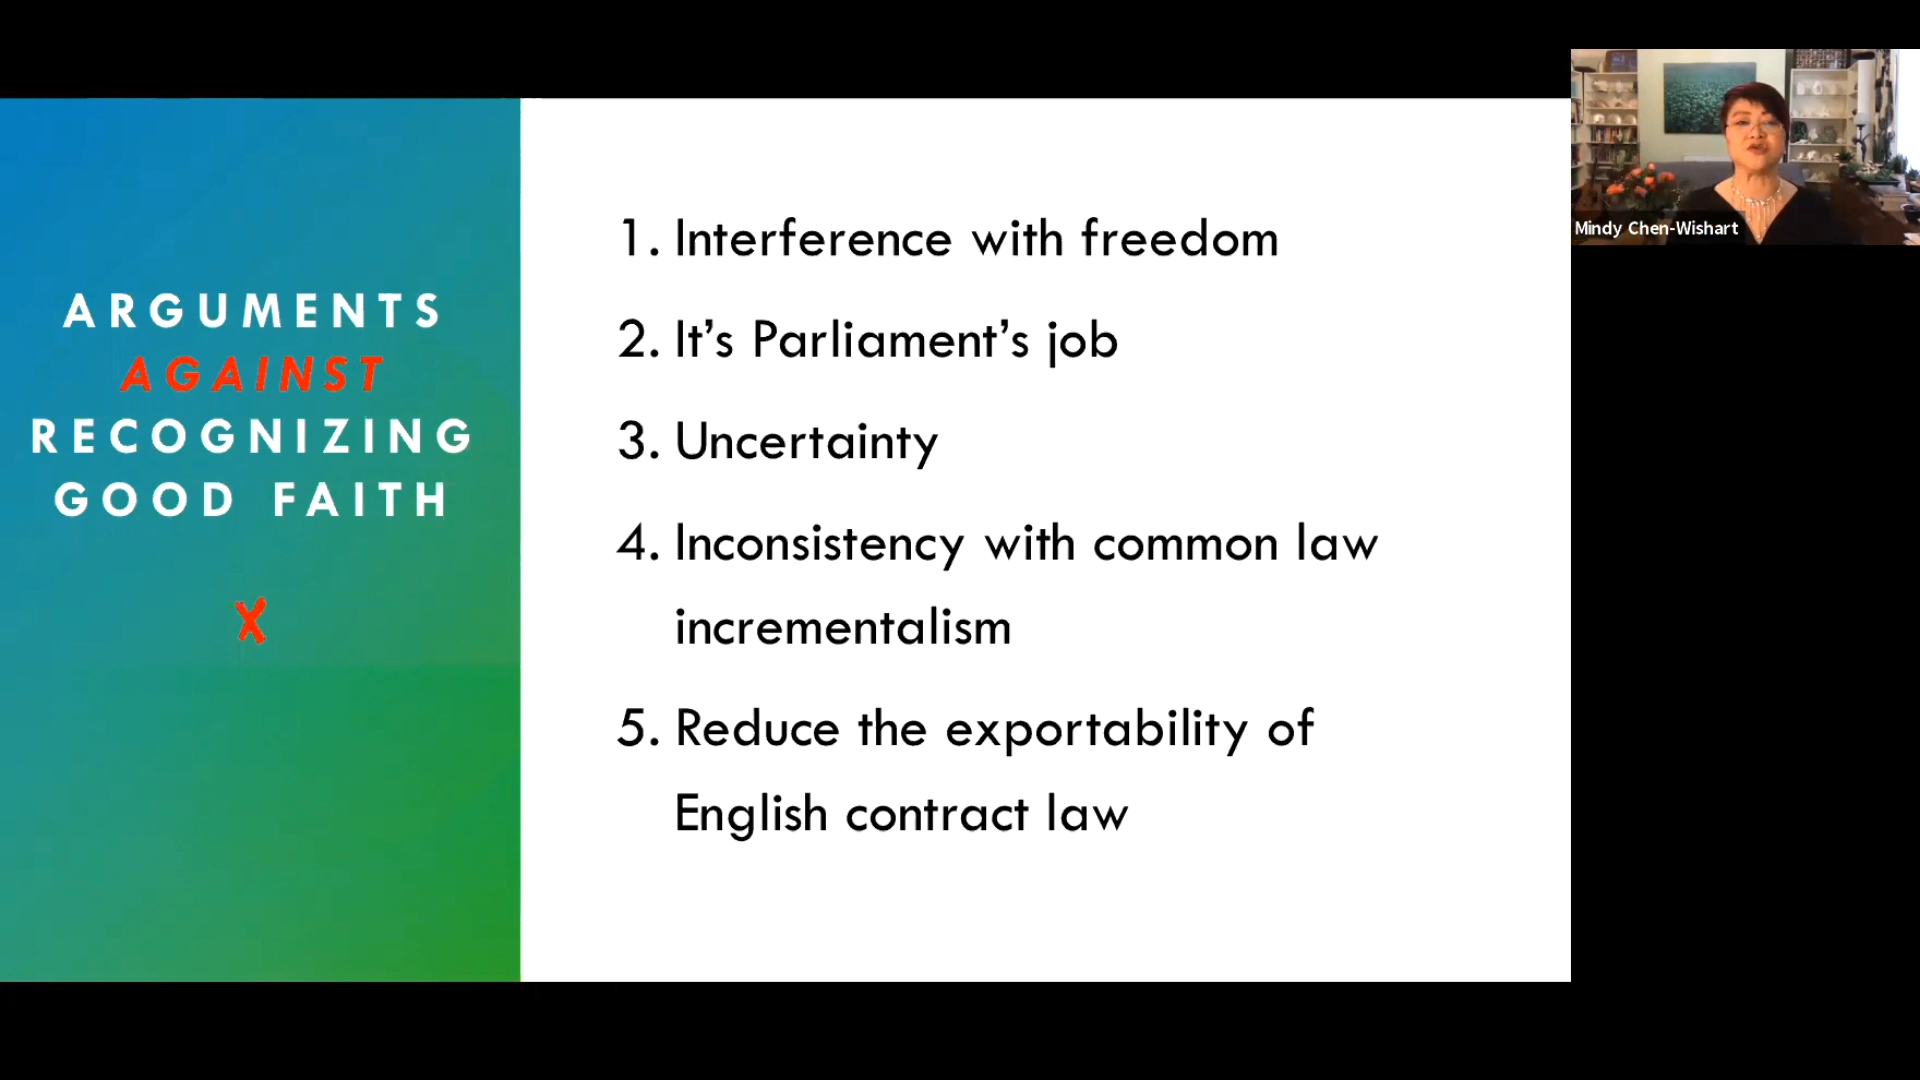 ARGUMENTS
AGAINST
RECOGNIZING
GOOD FAITH
X
1. Interference with freedom
2. It’s Parliament’s job
3. Uncertainty
4. Inconsistency with common law
incrementalism
5. Reduce the exportability of
English contract law
Mindy Chen-Wishart